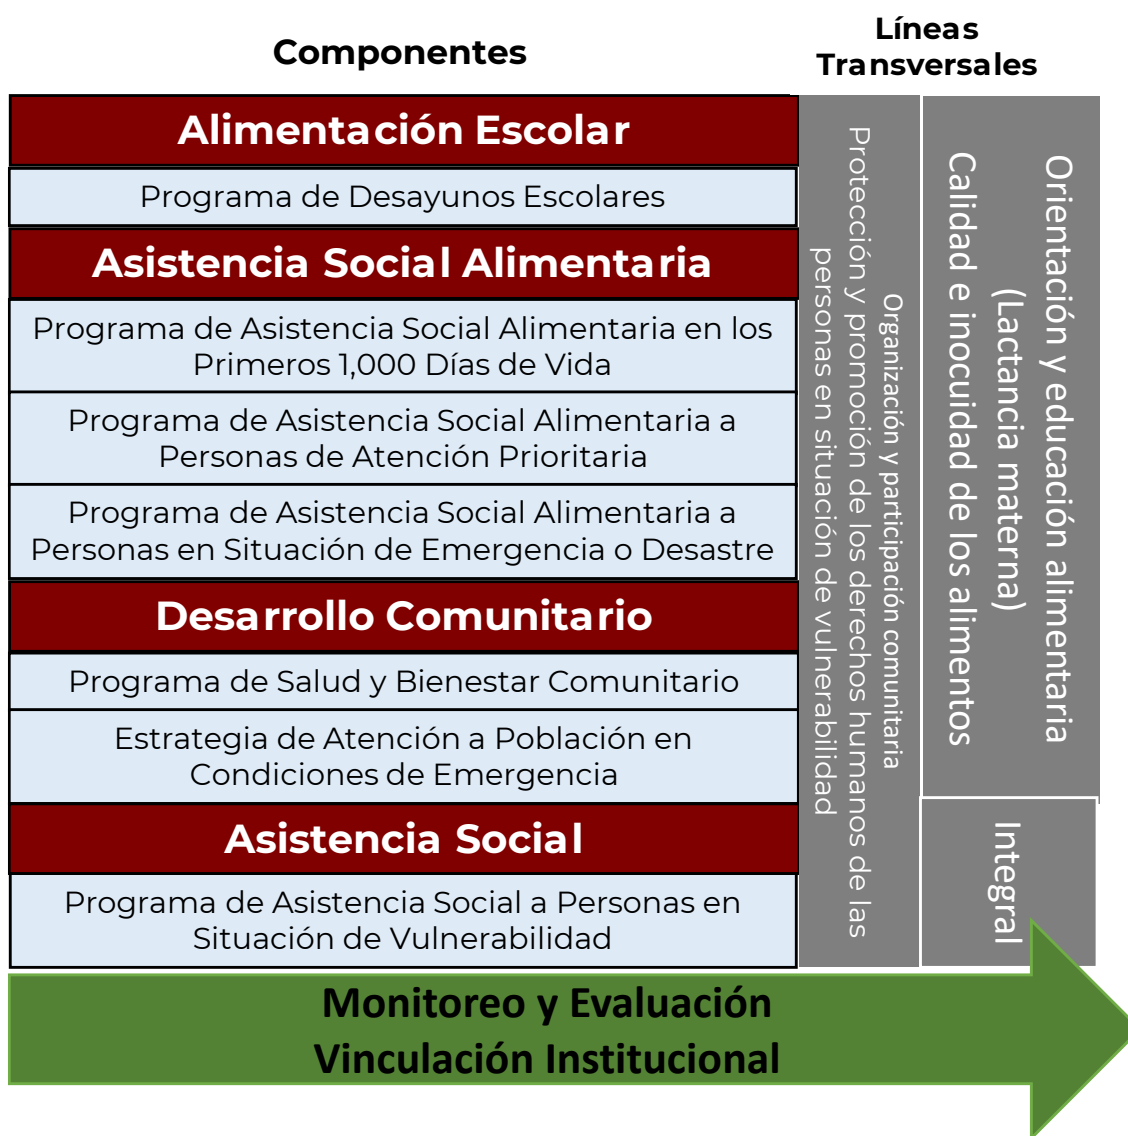 Componentes
Líneas
Transversales
Alimentación Escolar
Programa de Desayunos Escolares
Asistencia Social Alimentaria
Programa de Asistencia Social Alimentaria en los
Primeros 1,000 Días de Vida
Programa de Asistencia Social Alimentaria a
Personas de Atención Prioritaria
Programa de Asistencia Social Alimentaria a
Personas en Situación de Emergencia o Desastre
Desarrollo Comunitario
Programa de Salud y Bienestar Comunitario
Estrategia de Atención a Población en
Condiciones de Emergencia
Asistencia Social
Programa de Asistencia Social a Personas en
Situación de Vulnerabilidad
Organización y participación comunitaria
Protección y promoción de los derechos humanos de las
personas en situación de vulnerabilidad
Orientación y educación alimentaria
(Lactancia materna)
Calidad e inocuidad de los alimentos
Integral
Monitoreo y Evaluación
Vinculación Institucional